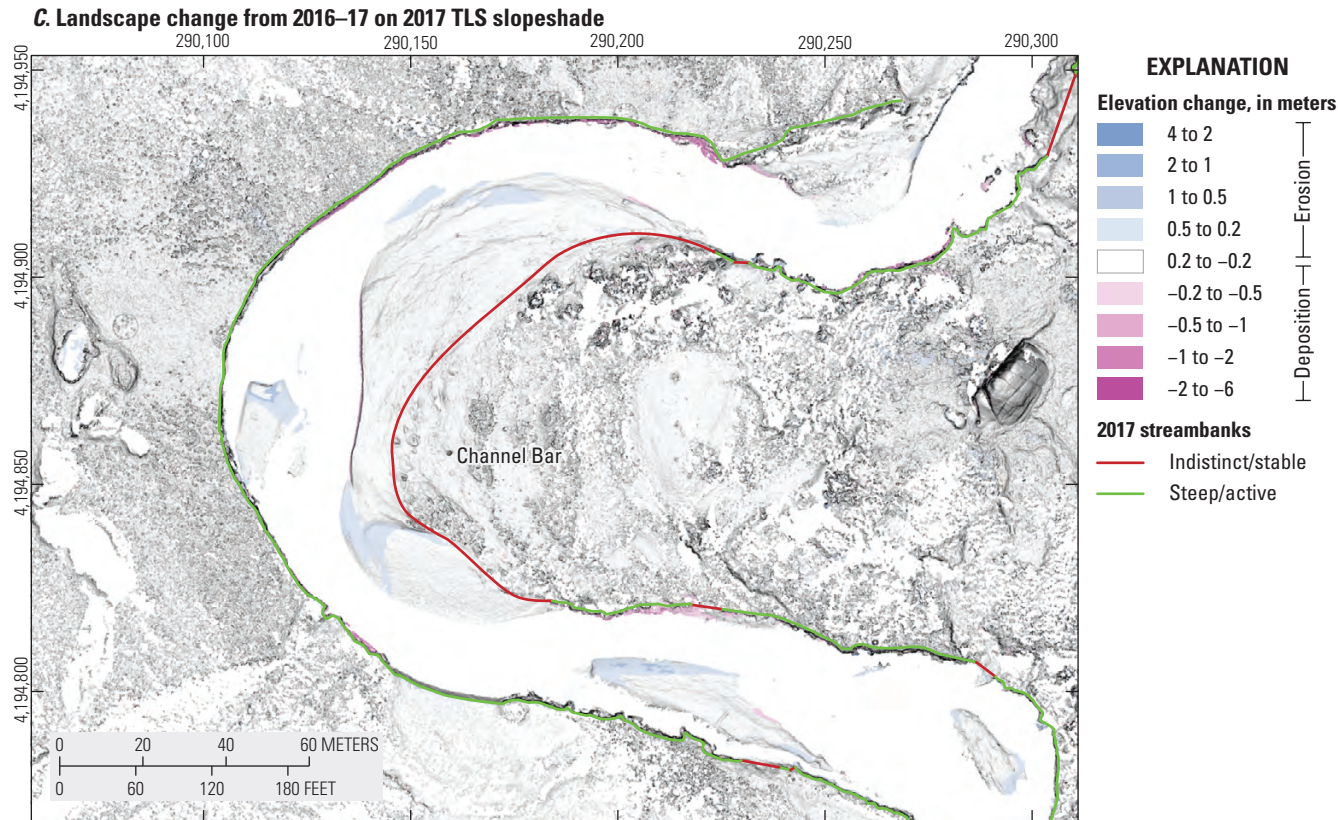 C. Landscape change from 2016–17 on 2017 TLS slopeshade
290,100 290,150 290,200 290,250 290,300
4,194,950
4,194,900
4,194,850
4,194,800
Channel Bar
0 20 40 60 METERS
0 60 120 180 FEET
EXPLANATION
Elevation change, in meters
4 to 2
2 to 1
1 to 0.5
0.5 to 0.2
0.2 to −0.2
−0.2 to −0.5
−0.5 to −1
−1 to −2
−2 to −6
Erosion
Deposition
2017 streambanks
Indistinct/stable
Steep/active